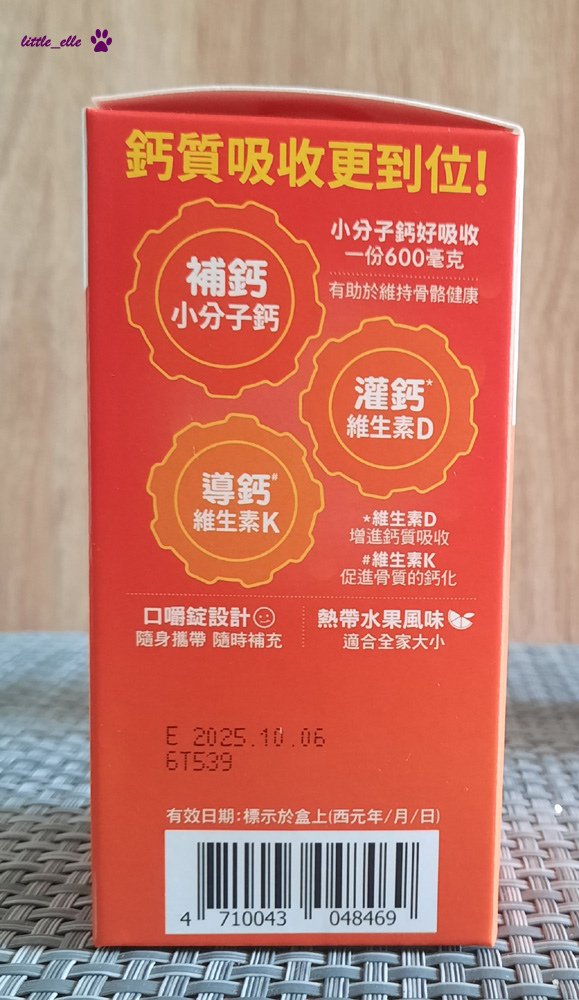 little_elle
鈣質吸收更到位!
小分子鈣好吸收
一份600毫克
有助於維持骨骼健康
補鈣
小分子鈣
灌鈣*
維生素D
導鈣#
維生素K
*維生素D
增進鈣質吸收
#維生素K
促進骨質的鈣化
口嚼錠設計
隨身攜帶 隨時補充
熱帶水果風味
適合全家大小
E 2025.10.06
6T539
有效日期:標示於盒上(西元年/月/日)
4 710043 048469